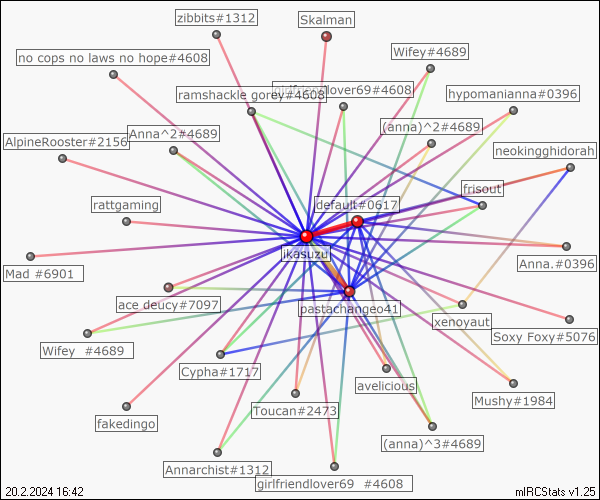 zibbits#1312
Skalman
Wifey#4689
no cops no laws no hope#4608
ramshackle gorey#4608
girlfriendlover69#4608
hypomanianna#0396
Anna^2#4689
(anna)^2#4689
AlpineRooster#2156
neokingghidorah
frisout
rattgaming
default#0617
ikasuzu
Mad #6901
Anna.#0396
ace deucy#7097
pastachangeo41
xenoyaut
Soxy Foxy#5076
Wifey #4689
Cypha#1717
avelicious
Mushy#1984
fakedingo
Toucan#2473
(anna)^3#4689
Annarchist#1312
girlfriendlover69 #4608
20.2.2024 16:42
mIRCStats v1.25